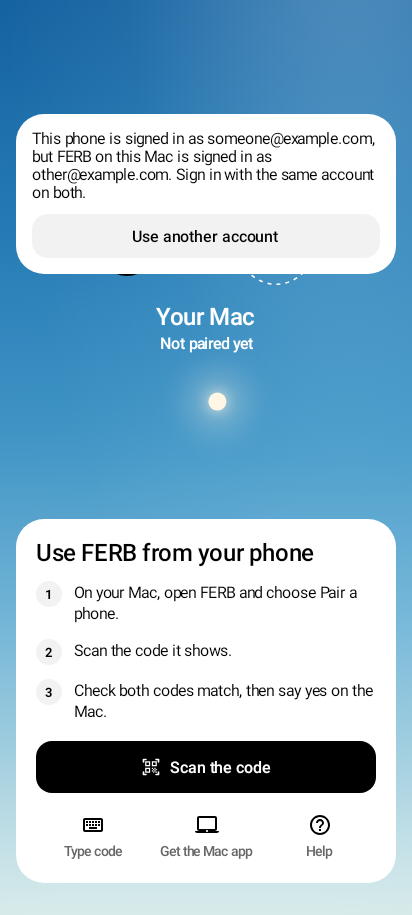 This phone is signed in as someone@example.com,
but FERB on this Mac is signed in as
other@example.com. Sign in with the same account
on both.
Use another account
Your Mac
Not paired yet
Use FERB from your phone
1 On your Mac, open FERB and choose Pair a
phone.
2 Scan the code it shows.
3 Check both codes match, then say yes on the
Mac.
Scan the code
Type code
Get the Mac app
Help